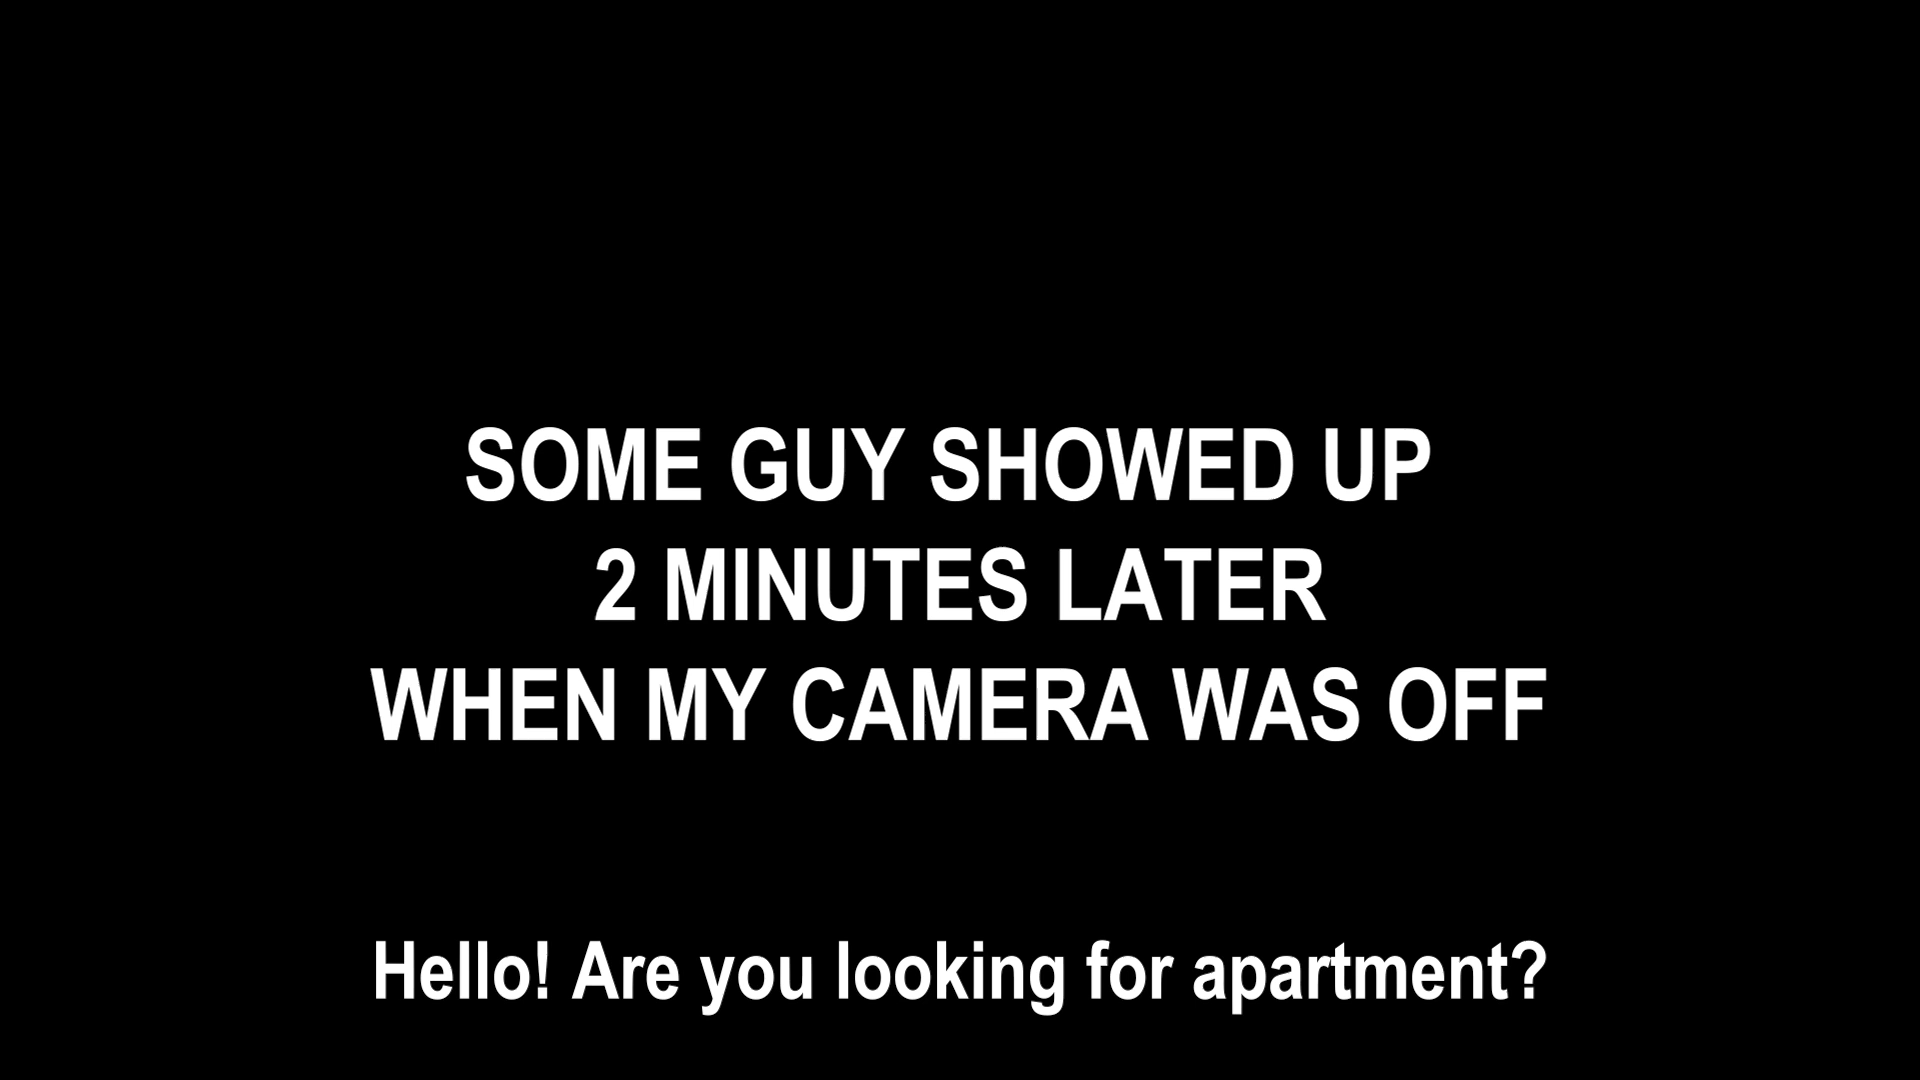 SOME GUY SHOWED UP
2 MINUTES LATER
WHEN MY CAMERA WAS OFF
Hello! Are you looking for apartment?